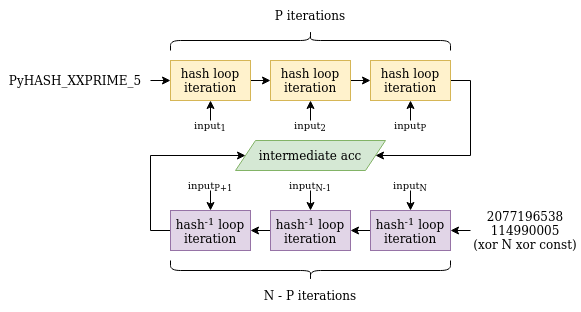 P iterations
PyHASH_XXPRIME_5
hash loop
iteration
hash loop
iteration
hash loop
iteration
input₁
input₂
inputP
intermediate acc
inputP+1
inputN-1
inputN
hash⁻¹ loop
iteration
hash⁻¹ loop
iteration
hash⁻¹ loop
iteration
2077196538
114990005
(xor N xor const)
N - P iterations